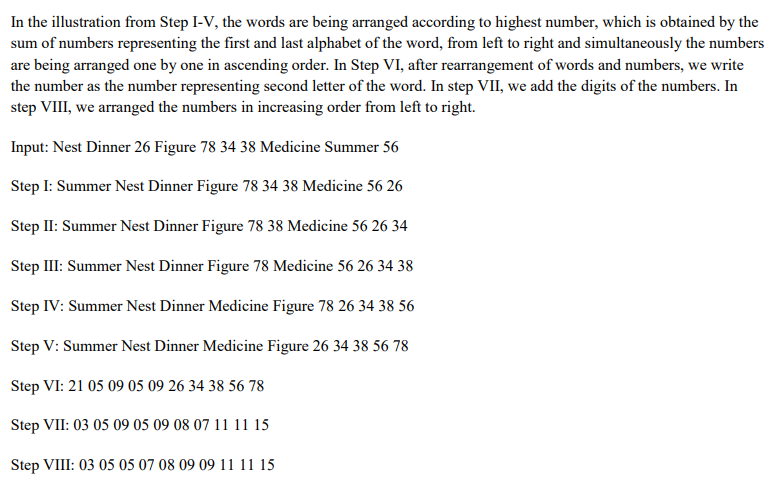 In the illustration from Step I-V, the words are being arranged according to highest number, which is obtained by the
sum of numbers representing the first and last alphabet of the word, from left to right and simultaneously the numbers
are being arranged one by one in ascending order. In Step VI, after rearrangement of words and numbers, we write
the number as the number representing second letter of the word. In step VII, we add the digits of the numbers. In
step VIII, we arranged the numbers in increasing order from left to right.
Input: Nest Dinner 26 Figure 78 34 38 Medicine Summer 56
Step I: Summer Nest Dinner Figure 78 34 38 Medicine 56 26
Step II: Summer Nest Dinner Figure 78 38 Medicine 56 26 34
Step III: Summer Nest Dinner Figure 78 Medicine 56 26 34 38
Step IV: Summer Nest Dinner Medicine Figure 78 26 34 38 56
Step V: Summer Nest Dinner Medicine Figure 26 34 38 56 78
Step VI: 21 05 09 05 09 26 34 38 56 78
Step VII: 03 05 09 05 09 08 07 11 11 15
Step VIII: 03 05 05 07 08 09 09 11 11 15